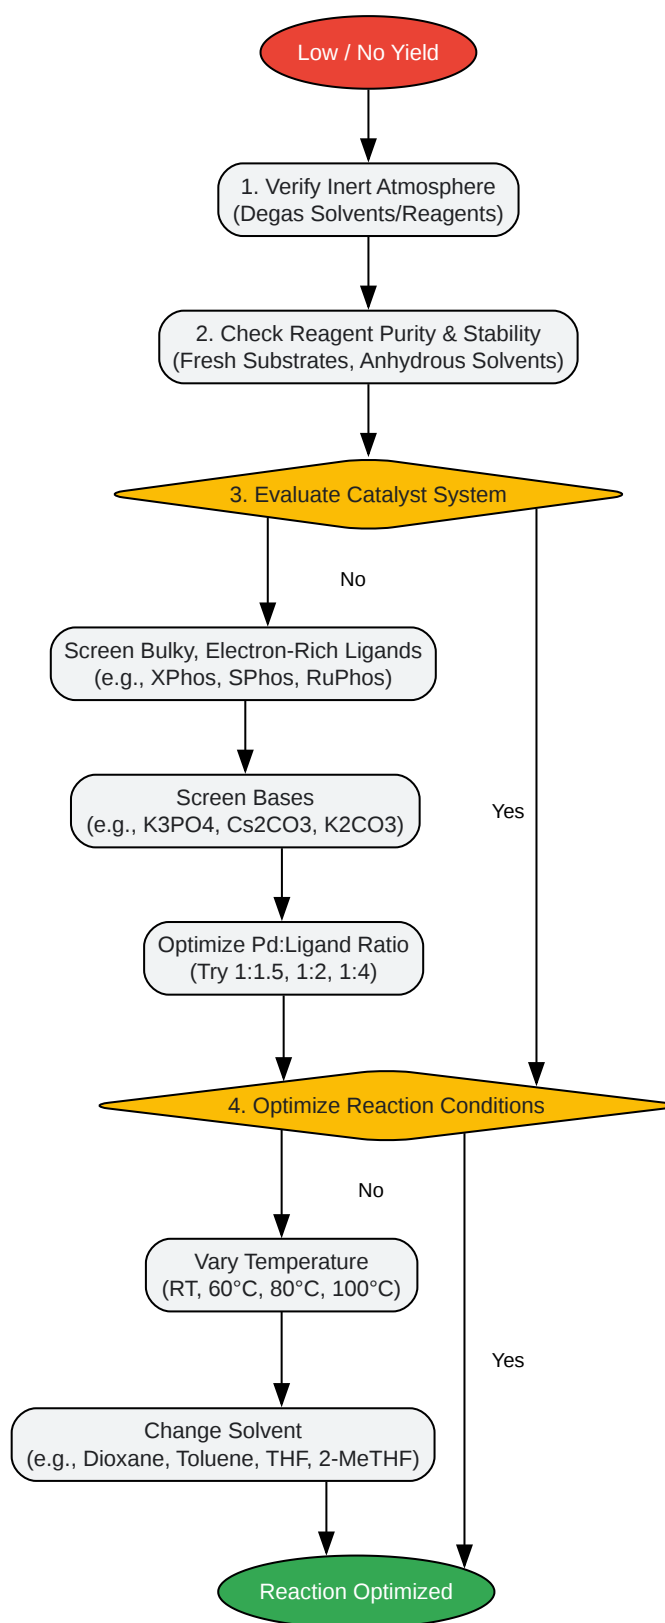 Low / No Yield
1. Verify Inert Atmosphere
(Degas Solvents/Reagents)
2. Check Reagent Purity & Stability
(Fresh Substrates, Anhydrous Solvents)
3. Evaluate Catalyst System
No
Screen Bulky, Electron-Rich Ligands
(e.g., XPhos, SPhos, RuPhos)
Screen Bases
(e.g., K3PO4, Cs2CO3, K2CO3)
Yes
Optimize Pd:Ligand Ratio
(Try 1:1.5, 1:2, 1:4)
4. Optimize Reaction Conditions
No
Vary Temperature
(RT, 60°C, 80°C, 100°C)
Yes
Change Solvent
(e.g., Dioxane, Toluene, THF, 2-MeTHF)
Reaction Optimized